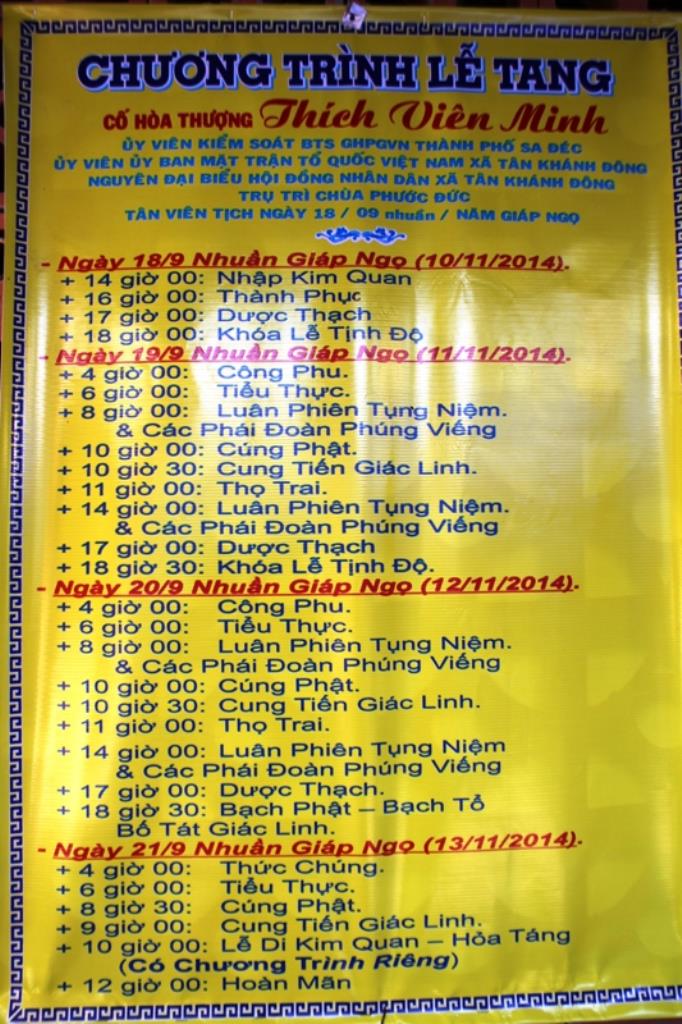 CHƯƠNG TRÌNH LỄ TANG
CỐ HÒA THƯỢNG Thích Viên Minh
ỦY VIÊN KIỂM SOÁT BTS GHPGVN THÀNH PHỐ SA ĐÉC
ỦY VIÊN ỦY BAN MẶT TRẬN TỔ QUỐC VIỆT NAM XÃ TÂN KHÁNH ĐÔNG
NGUYÊN ĐẠI BIỂU HỘI ĐỒNG NHÂN DÂN XÃ TÂN KHÁNH ĐÔNG
TRỤ TRÌ CHÙA PHƯỚC ĐỨC
TÂN VIÊN TỊCH NGÀY 18 / 09 nhuần / NĂM GIÁP NGỌ
- Ngày 18/9 Nhuần Giáp Ngọ (10/11/2014).
+ 14 giờ 00: Nhập Kim Quan
+ 16 giờ 00: Thành Phục
+ 17 giờ 00: Dược Thạch
+ 18 giờ 00: Khóa Lễ Tịnh Độ
- Ngày 19/9 Nhuần Giáp Ngọ (11/11/2014).
+ 4 giờ 00: Công Phu.
+ 6 giờ 00: Tiểu Thực.
+ 8 giờ 00: Luân Phiên Tụng Niệm.
& Các Phái Đoàn Phúng Viếng
+ 10 giờ 00: Cúng Phật.
+ 10 giờ 30: Cung Tiến Giác Linh.
+ 11 giờ 00: Thọ Trai.
+ 14 giờ 00: Luân Phiên Tụng Niệm.
& Các Phái Đoàn Phúng Viếng
+ 17 giờ 00: Dược Thạch
+ 18 giờ 30: Khóa Lễ Tịnh Độ.
- Ngày 20/9 Nhuần Giáp Ngọ (12/11/2014).
+ 4 giờ 00: Công Phu.
+ 6 giờ 00: Tiểu Thực.
+ 8 giờ 00: Luân Phiên Tụng Niệm.
& Các Phái Đoàn Phúng Viếng
+ 10 giờ 00: Cúng Phật.
+ 10 giờ 30: Cung Tiến Giác Linh.
+ 11 giờ 00: Thọ Trai.
+ 14 giờ 00: Luân Phiên Tụng Niệm
& Các Phái Đoàn Phúng Viếng
+ 17 giờ 00: Dược Thạch.
+ 18 giờ 30: Bạch Phật – Bạch Tổ
Bố Tát Giác Linh.
- Ngày 21/9 Nhuần Giáp Ngọ (13/11/2014).
+ 4 giờ 00: Thức Chúng.
+ 6 giờ 00: Tiểu Thực.
+ 8 giờ 30: Cúng Phật.
+ 9 giờ 00: Cung Tiến Giác Linh.
+ 10 giờ 00: Lễ Di Kim Quan – Hỏa Táng
(Có Chương Trình Riêng)
+ 12 giờ 00: Hoàn Mãn